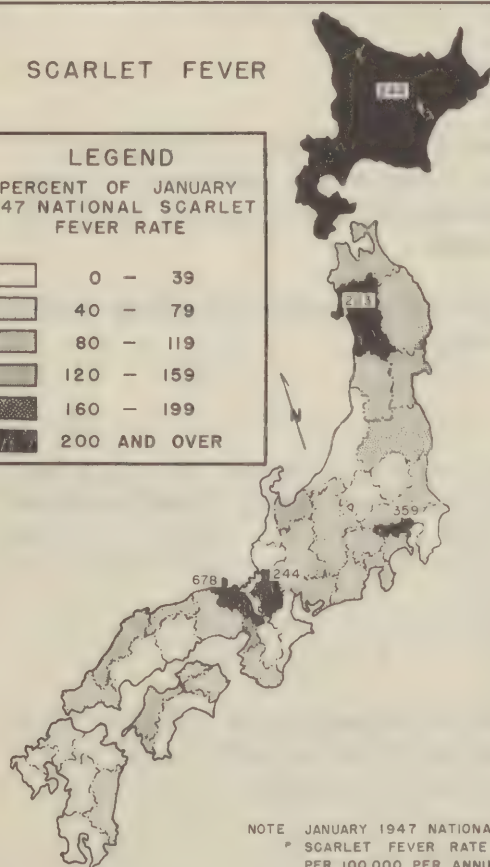 SCARLET FEVER
LEGEND
PERCENT OF JANUARY
47 NATIONAL SCARLET
FEVER RATE
0 – 39
40 – 79
80 – 119
120 – 159
160 – 199
200 AND OVER
N
359
678
244
NOTE JANUARY 1947 NATIONA
SCARLET FEVER RATE
PER 100,000 PER ANNU